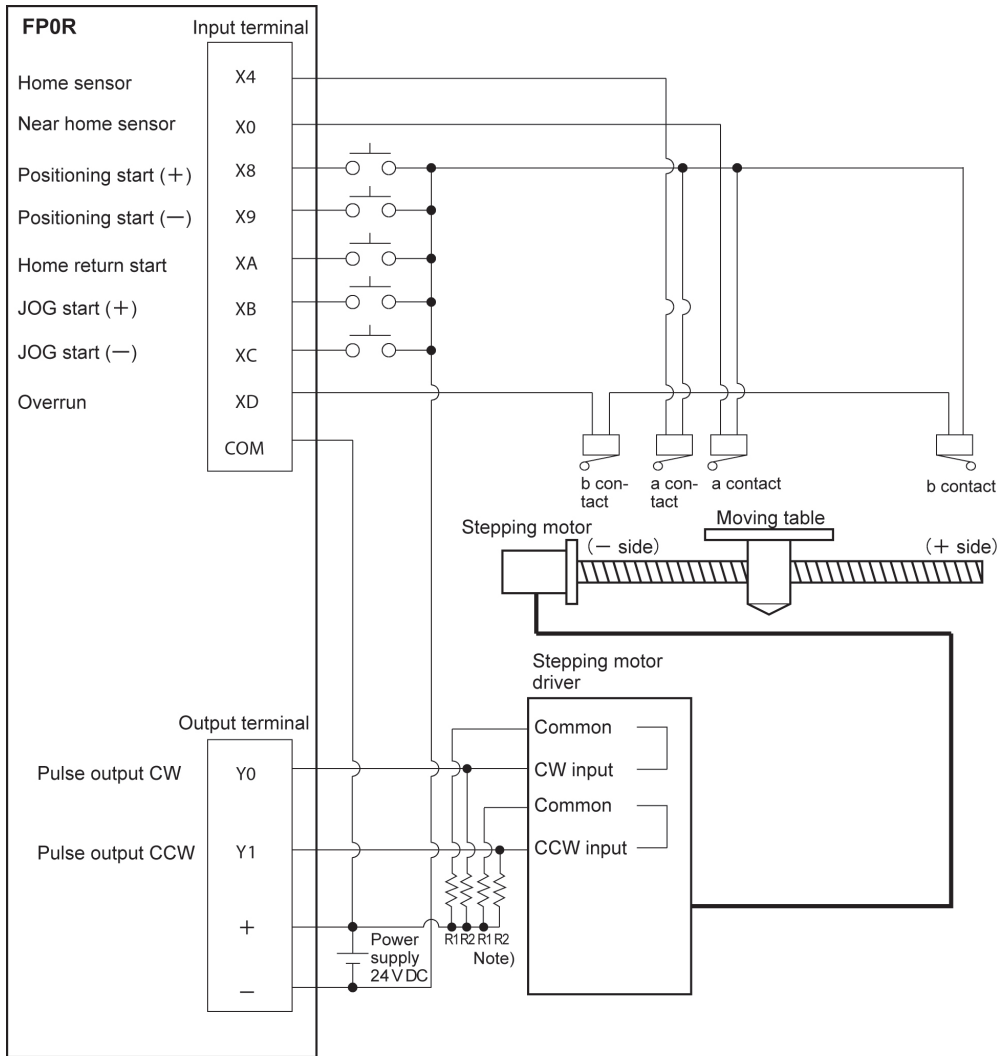 FP0R
Input terminal
Home sensor
X4
Near home sensor
X0
Positioning start (+)
X8
Positioning start (—)
X9
Home return start
XA
JOG start (+)
XB
JOG start (—)
XC
Overrun
XD
COM
b con-
tact
a con-
tact
a contact
b contact
Stepping motor
(— side)
Moving table
(+ side)
Stepping motor
driver
Output terminal
Common
Pulse output CW
Y0
CW input
Common
Pulse output CCW
Y1
CCW input
+
Power
supply
24 V DC
R1 R2 R1 R2
Note)
—